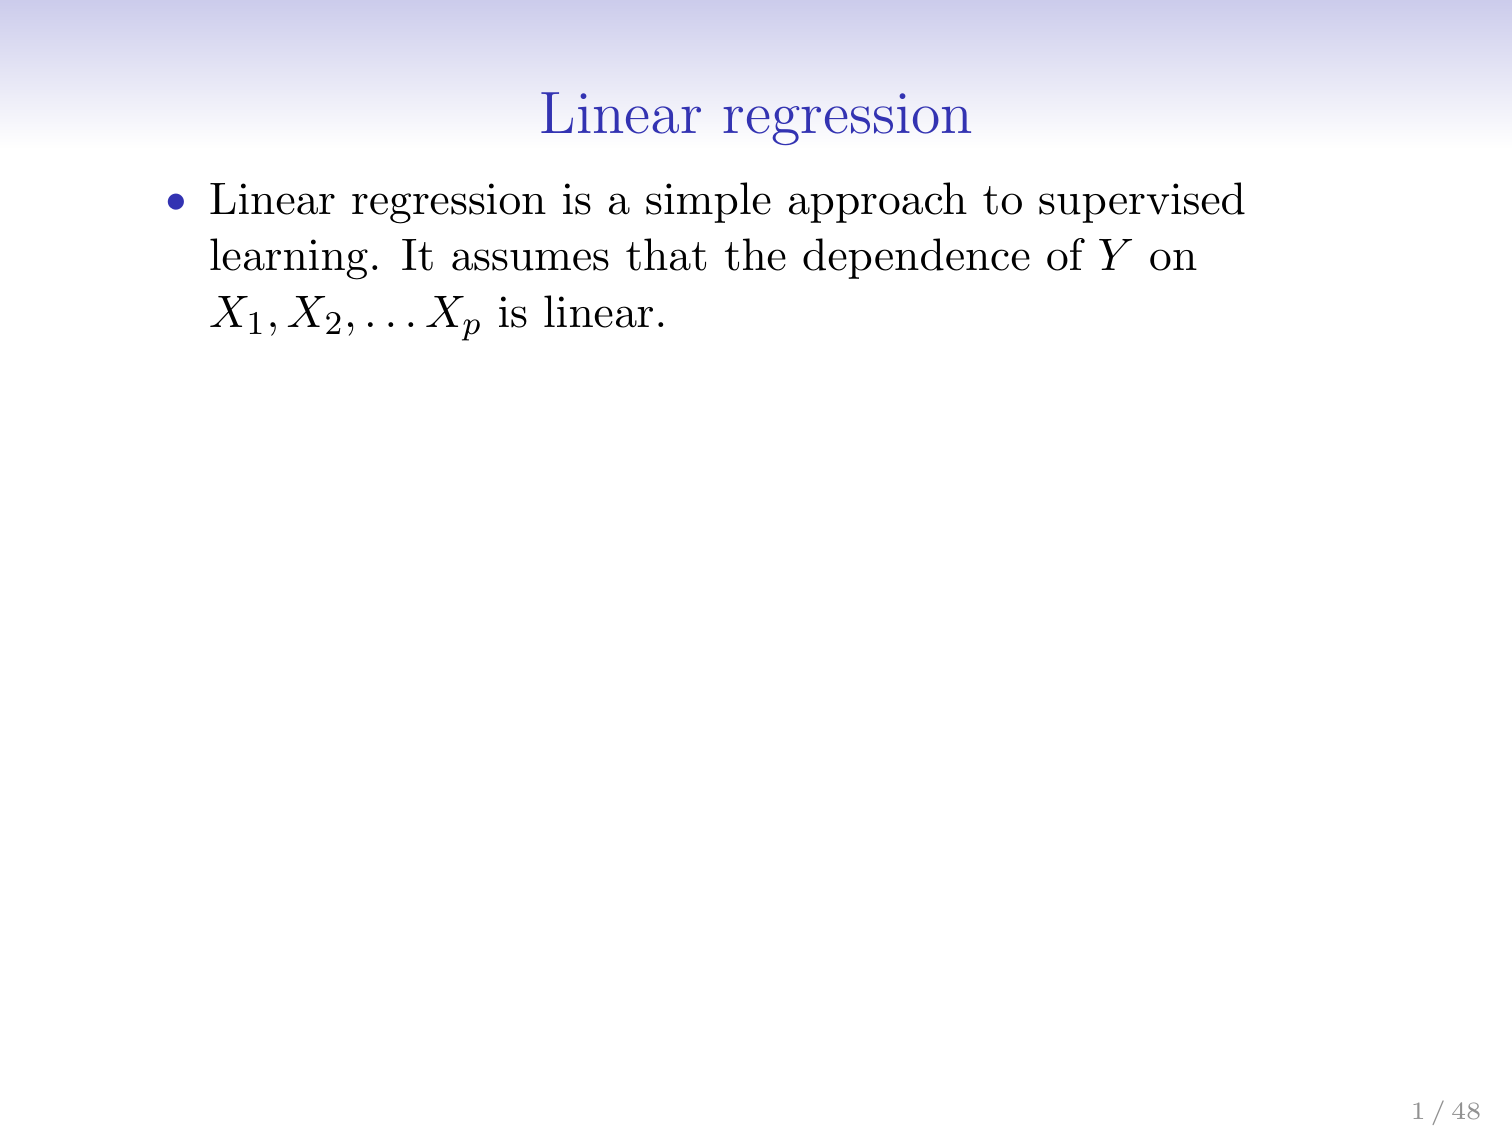 Linear regression
• Linear regression is a simple approach to supervised
learning. It assumes that the dependence of Y on
X₁, X₂, . . . Xₚ is linear.
1 / 48